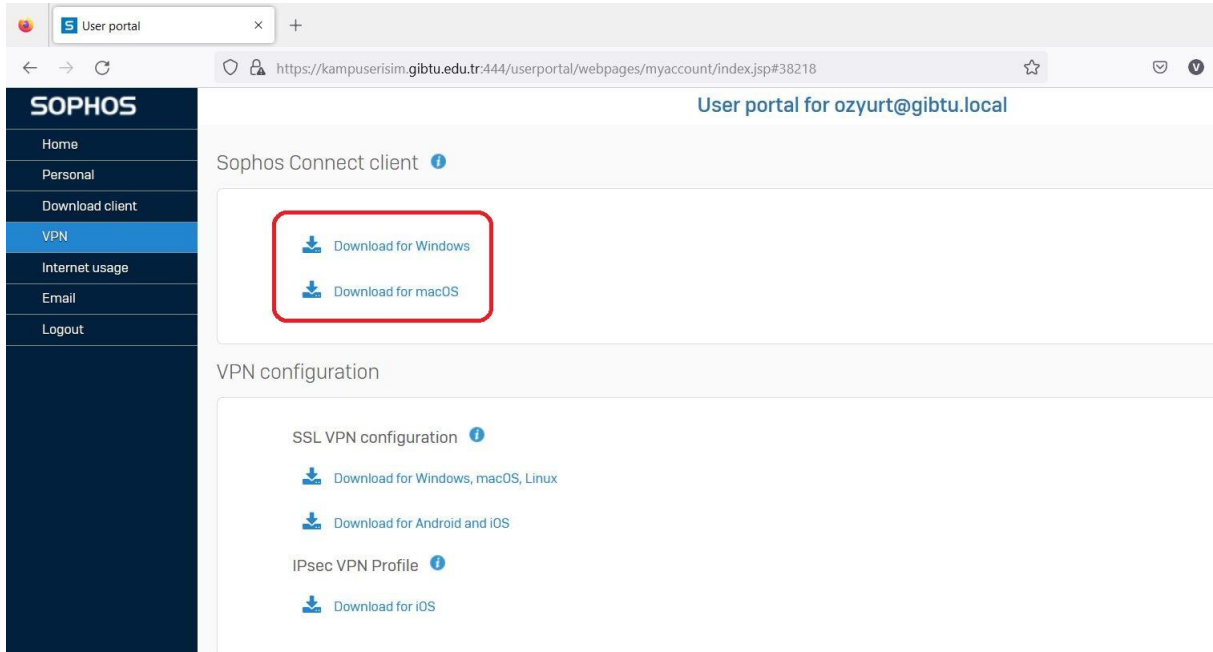 S User portal
https://kampuserisim.gibtu.edu.tr:444/userportal/webpages/myaccount/index.jsp#38218
V
SOPHOS
User portal for ozyurt@gibtu.local
Home
Personal
Download client
VPN
Internet usage
Email
Logout
Sophos Connect client
Download for Windows
Download for macOS
VPN configuration
SSL VPN configuration
Download for Windows, macOS, Linux
Download for Android and iOS
IPsec VPN Profile
Download for iOS